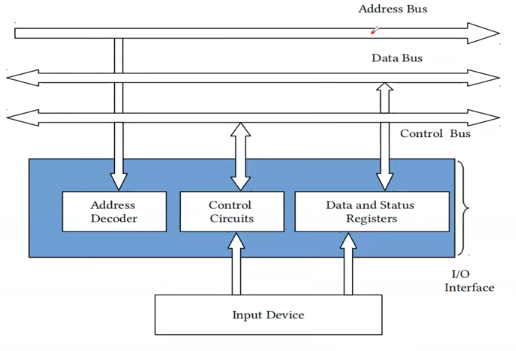 Address Bus
Data Bus
Control Bus
Address
Decoder
Control
Circuits
Data and Status
Registers
I/O
Interface
Input Device